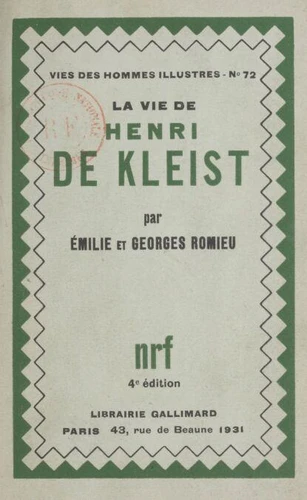 VIES DES HOMMES ILLUSTRES - Nº 72
LA VIE DE
HENRI
DE KLEIST
par
ÉMILIE ET GEORGES ROMIEU
nrf
4e édition
LIBRAIRIE GALLIMARD
PARIS 43, rue de Beaune 1931